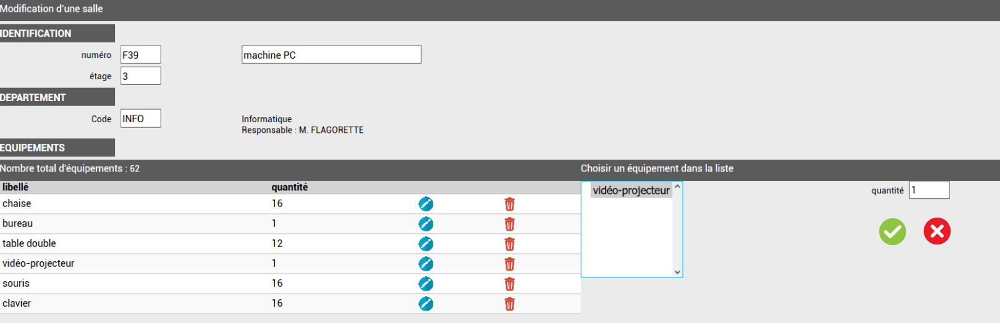 Modification d'une salle
IDENTIFICATION
numéro F39 machine PC
étage 3
DEPARTEMENT
Code INFO Informatique
Responsable : M. FLAGORETTE
EQUIPEMENTS
Nombre total d'équipements : 62 Choisir un équipement dans la liste
libellé quantité vidéo-projecteur quantité 1
chaise 16
bureau 1
table double 12
vidéo-projecteur 1
souris 16
clavier 16